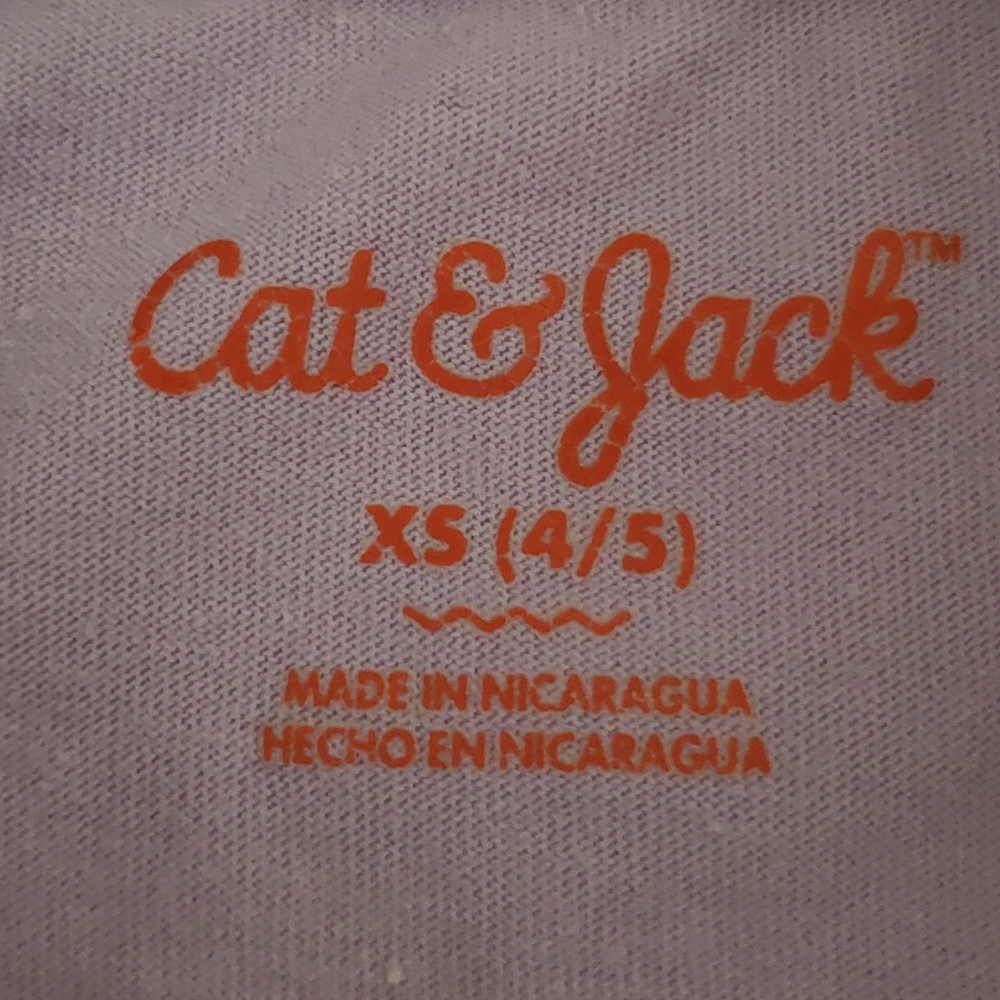 Cat & Jack™
XS (4/5)
MADE IN NICARAGUA
HECHO EN NICARAGUA